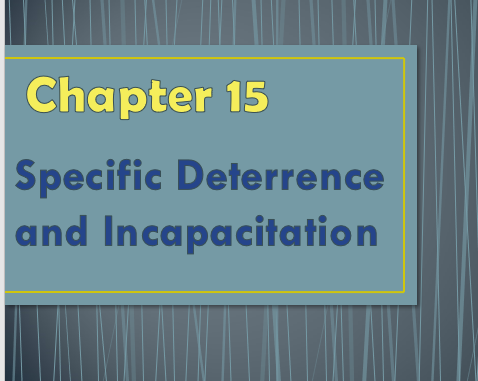 Chapter 15
Specific Deterrence
and Incapacitation